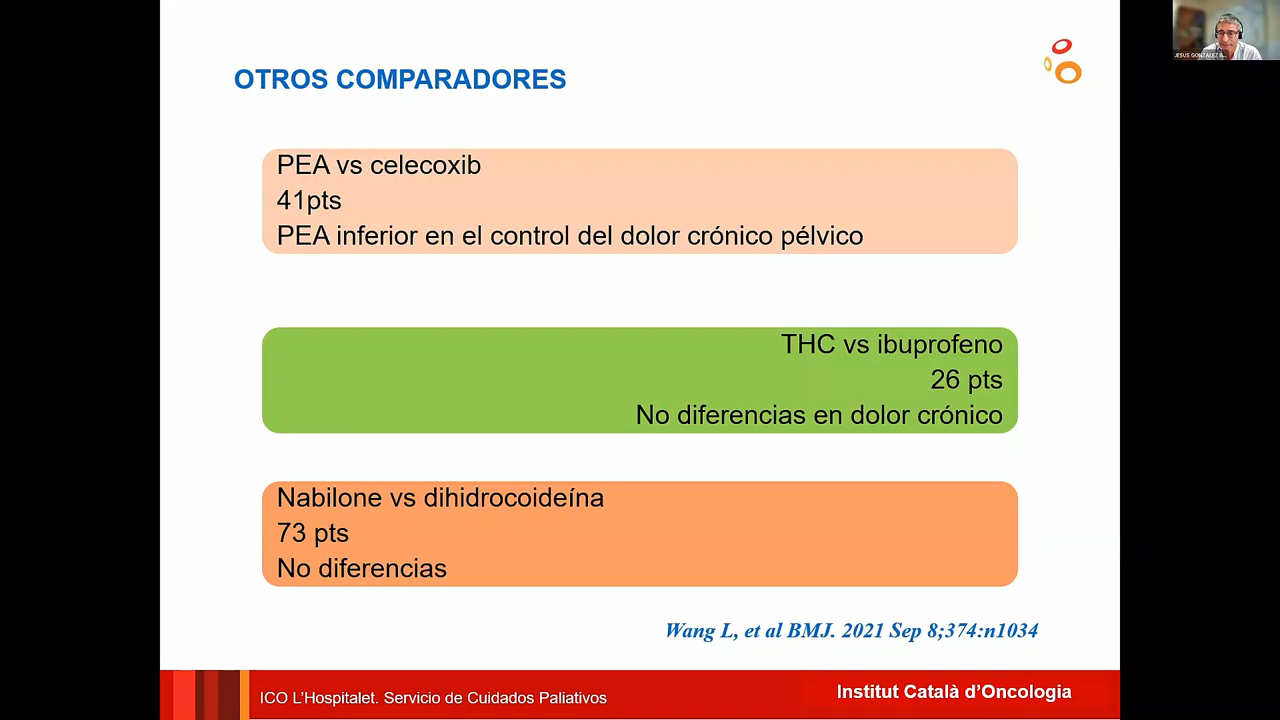 JESUS GONZALEZ B...
OTROS COMPARADORES
PEA vs celecoxib
41pts
PEA inferior en el control del dolor crónico pélvico
THC vs ibuprofeno
26 pts
No diferencias en dolor crónico
Nabilone vs dihidrocoideína
73 pts
No diferencias
Wang L, et al BMJ. 2021 Sep 8;374:n1034
ICO L’Hospitalet. Servicio de Cuidados Paliativos
Institut Català d’Oncologia